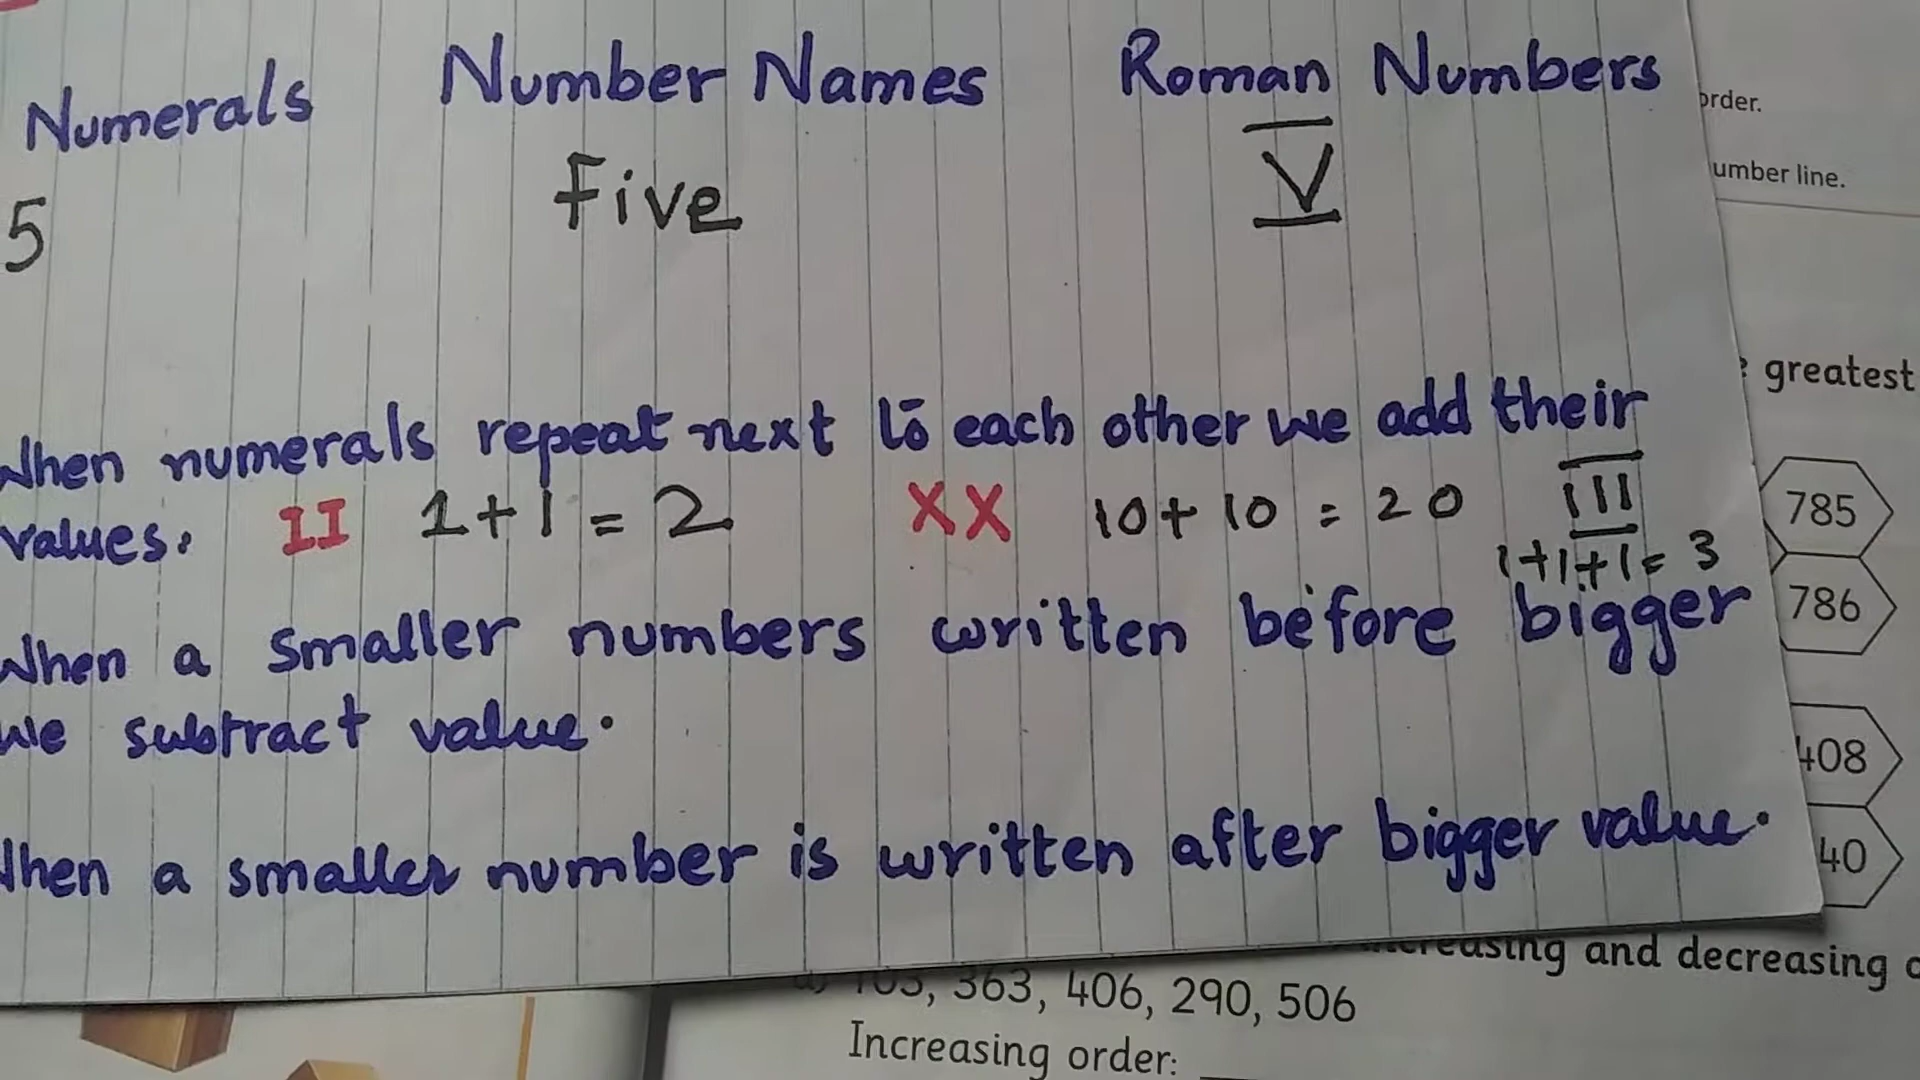 Numerals Number Names Roman Numbers
5 five V
When numerals repeat next to each other we add their
values. II 1+1=2 XX 10+10=20 III
1+1+1=3
When a smaller numbers written before bigger
We subtract value.
When a smaller number is written after bigger value.
order.
umber line.
greatest
785
786
408
40
increasing and decreasing
363, 406, 290, 506
Increasing order: